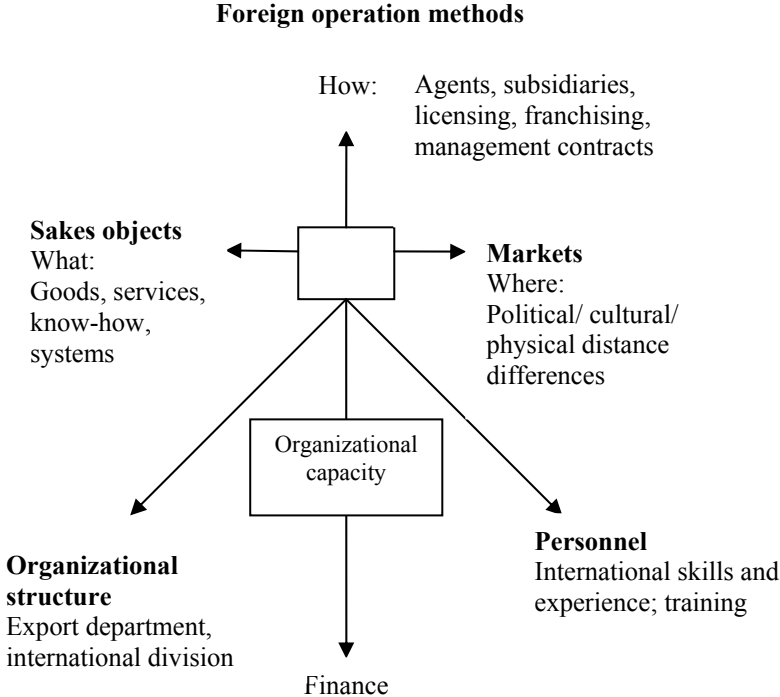 Foreign operation methods
How: Agents, subsidiaries,
licensing, franchising,
management contracts
Sakes objects
What:
Goods, services,
know-how,
systems
Markets
Where:
Political/ cultural/
physical distance
differences
Organizational
capacity
Organizational
structure
Export department,
international division
Personnel
International skills and
experience; training
Finance